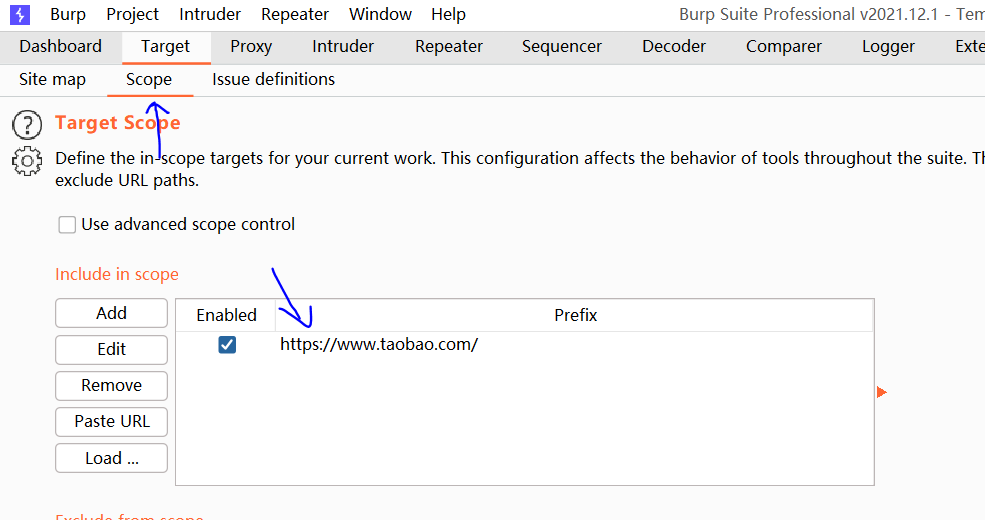 Burp Project Intruder Repeater Window Help Burp Suite Professional v2021.12.1 - Tem
Dashboard Target Proxy Intruder Repeater Sequencer Decoder Comparer Logger Exte
Site map Scope Issue definitions
Target Scope
Define the in-scope targets for your current work. This configuration affects the behavior of tools throughout the suite. Th
exclude URL paths.
Use advanced scope control
Include in scope
Add
Edit
Remove
Paste URL
Load ...
Enabled Prefix
https://www.taobao.com/
Exclude from scope